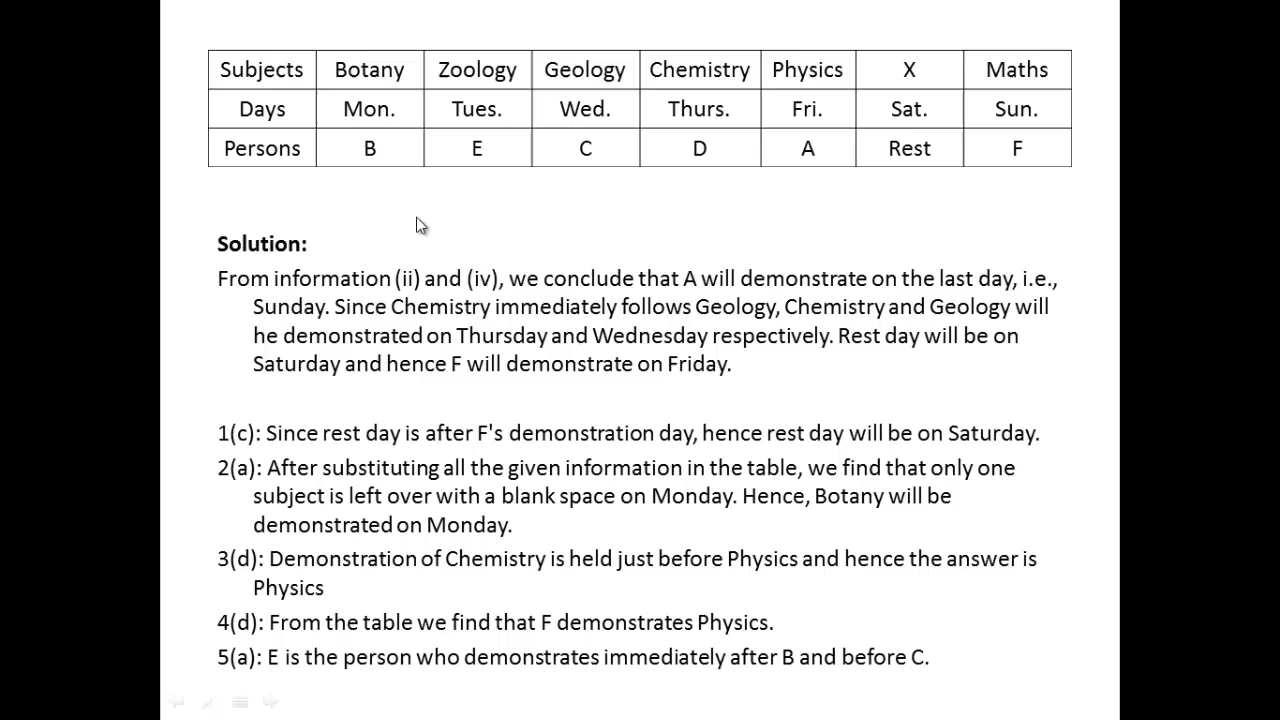 Subjects Botany Zoology Geology Chemistry Physics X Maths
Days Mon. Tues. Wed. Thurs. Fri. Sat. Sun.
Persons B E C D A Rest F
Solution:
From information (ii) and (iv), we conclude that A will demonstrate on the last day, i.e.,
Sunday. Since Chemistry immediately follows Geology, Chemistry and Geology will
he demonstrated on Thursday and Wednesday respectively. Rest day will be on
Saturday and hence F will demonstrate on Friday.
1(c): Since rest day is after F's demonstration day, hence rest day will be on Saturday.
2(a): After substituting all the given information in the table, we find that only one
subject is left over with a blank space on Monday. Hence, Botany will be
demonstrated on Monday.
3(d): Demonstration of Chemistry is held just before Physics and hence the answer is
Physics
4(d): From the table we find that F demonstrates Physics.
5(a): E is the person who demonstrates immediately after B and before C.